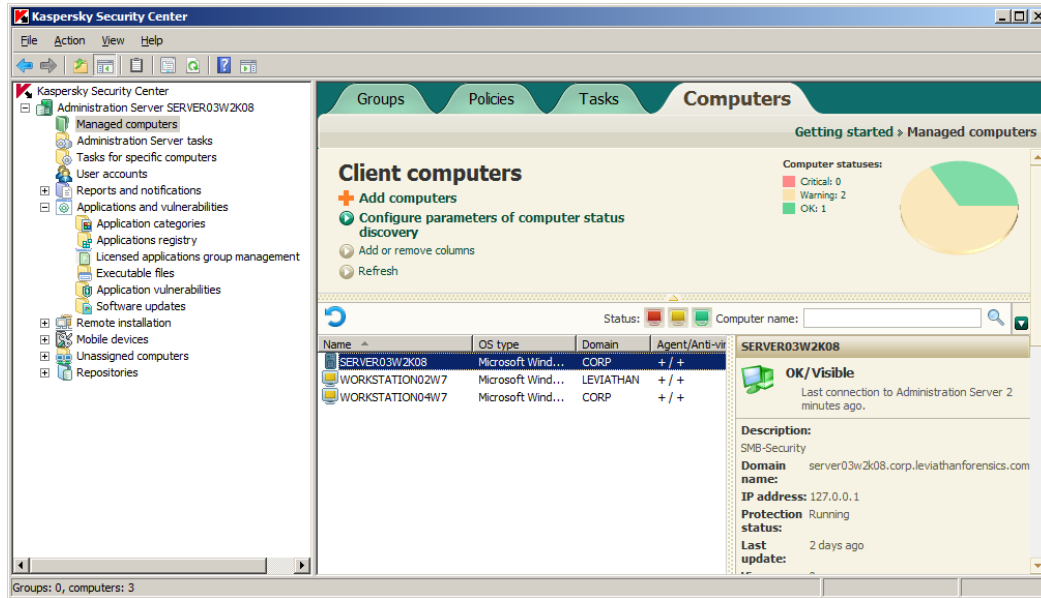 Kaspersky Security Center
File Action View Help
Kaspersky Security Center
Administration Server SERVER03W2K08
Managed computers
Administration Server tasks
Tasks for specific computers
User accounts
Reports and notifications
Applications and vulnerabilities
Application categories
Applications registry
Licensed applications group management
Executable files
Application vulnerabilities
Software updates
Remote installation
Mobile devices
Unassigned computers
Repositories
Groups Policies Tasks Computers
Getting started » Managed computers
Client computers
Add computers
Configure parameters of computer status
discovery
Add or remove columns
Refresh
Computer statuses:
Critical: 0
Warning: 2
OK: 1
Status: Computer name:
Name OS type Domain Agent/Anti-vir
SERVER03W2K08 Microsoft Wind... CORP + / +
WORKSTATION02W7 Microsoft Wind... LEVIATHAN + / +
WORKSTATION04W7 Microsoft Wind... CORP + / +
SERVER03W2K08
OK/Visible
Last connection to Administration Server 2
minutes ago.
Description:
SMB-Security
Domain server03w2k08.corp.leviathanforensics.com
name:
IP address: 127.0.0.1
Protection Running
status:
Last 2 days ago
update:
Groups: 0, computers: 3